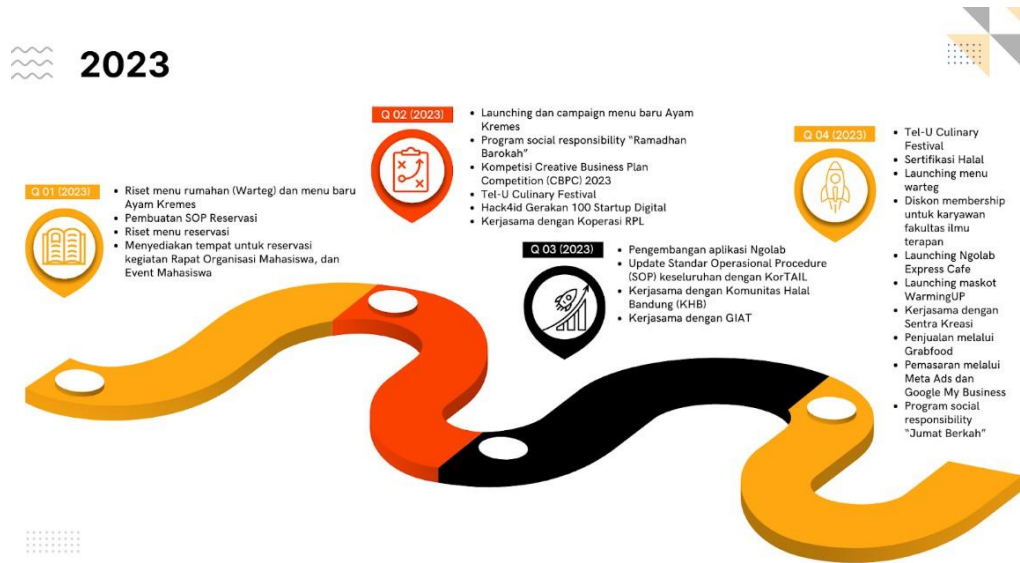 2023
Q 01 (2023)
• Riset menu rumahan (Warteg) dan menu baru
Ayam Kremes
• Pembuatan SOP Reservasi
• Riset menu reservasi
• Menyediakan tempat untuk reservasi
kegiatan Rapat Organisasi Mahasiswa, dan
Event Mahasiswa
Q 02 (2023)
• Launching dan campaign menu baru Ayam
Kremes
• Program social responsibility "Ramadhan
Barokah"
• Kompetisi Creative Business Plan
Competition (CBPC) 2023
• Tel-U Culinary Festival
• Hack4id Gerakan 100 Startup Digital
• Kerjasama dengan Koperasi RPL
Q 03 (2023)
• Pengembangan aplikasi Ngolab
• Update Standar Operasional Procedure
(SOP) keseluruhan dengan KorTAIL
• Kerjasama dengan Komunitas Halal
Bandung (KHB)
• Kerjasama dengan GIAT
Q 04 (2023)
• Tel-U Culinary
Festival
• Sertifikasi Halal
• Launching menu
warteg
• Diskon membership
untuk karyawan
fakultas ilmu
terapan
• Launching Ngolab
Express Cafe
• Launching maskot
WarmingUP
• Kerjasama dengan
Sentra Kreasi
• Penjualan melalui
Grabfood
• Pemasaran melalui
Meta Ads dan
Google My Business
• Program social
responsibility
"Jumat Berkah"